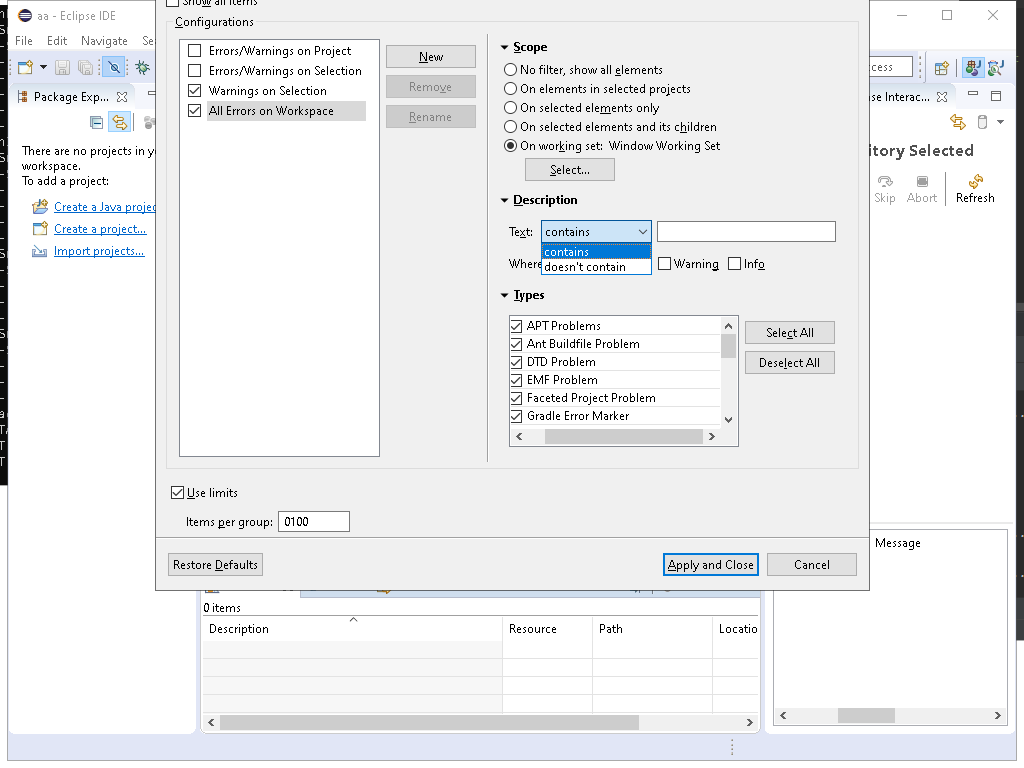 aa - Eclipse IDE
Show all items
File Edit Navigate
Configurations
Errors/Warnings on Project
Errors/Warnings on Selection
Warnings on Selection
All Errors on Workspace
New
Remove
Rename
Scope
No filter, show all elements
On elements in selected projects
On selected elements only
On selected elements and its children
On working set: Window Working Set
Select...
Description
Text: contains
contains
doesn't contain
Where
Warning
Info
Types
APT Problems
Ant Buildfile Problem
DTD Problem
EMF Problem
Faceted Project Problem
Gradle Error Marker
Select All
Deselect All
Use limits
Items per group: 0100
Restore Defaults
Apply and Close
Cancel
Package Exp...
There are no projects in
workspace.
To add a project:
Create a Java
Create a project...
Import projects...
Interac...
Selected
Skip
Abort
Refresh
Message
0 items
Description Resource Path Locatio